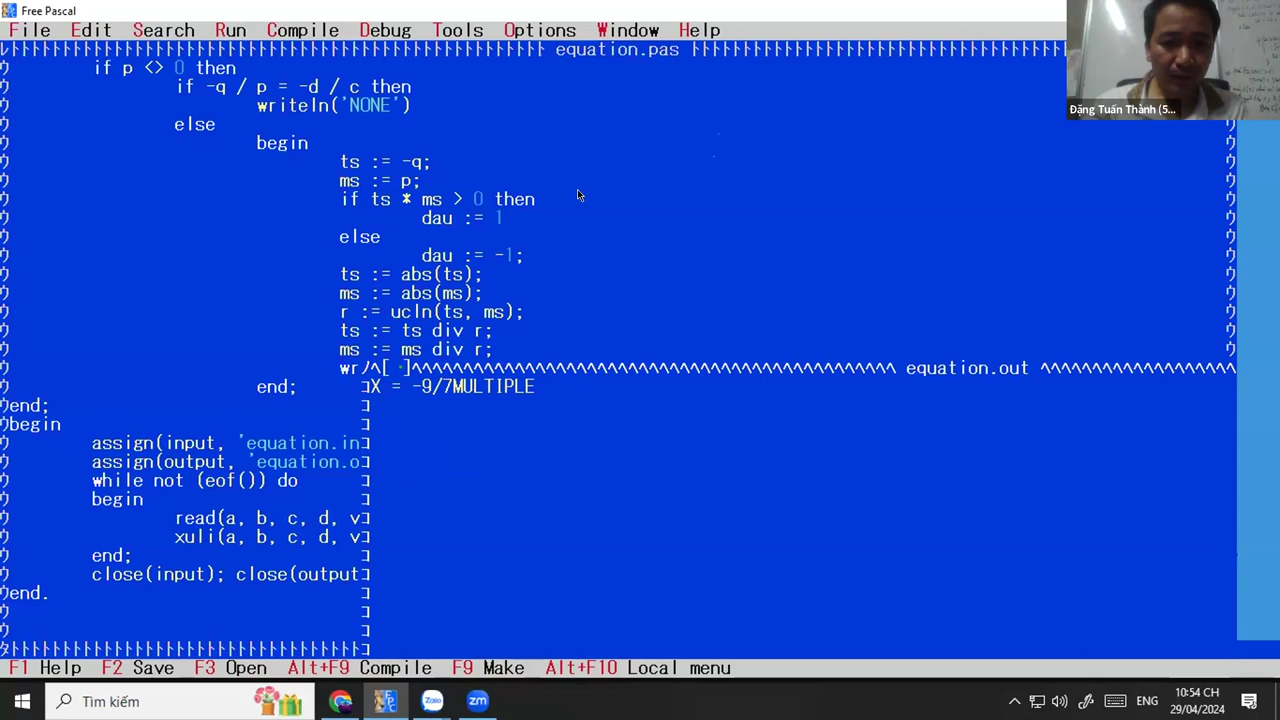 Free Pascal
File Edit Search Run Compile Debug Tools Options Window Help
equation.pas
if p <> 0 then
if -q / p = -d / c then
writeln('NONE')
else
begin
ts := -q;
ms := p;
if ts * ms > 0 then
dau := 1
else
dau := -1;
ts := abs(ts);
ms := abs(ms);
r := ucln(ts, ms);
ts := ts div r;
ms := ms div r;
wr
end;
end;
begin
assign(input, 'equation.in
assign(output, 'equation.o
while not (eof()) do
begin
read(a, b, c, d, v
xuli(a, b, c, d, v
end;
close(input); close(output
end.
equation.out
X = -9/7MULTIPLE
Đặng Tuấn Thành (5...
F1 Help F2 Save F3 Open Alt+F9 Compile F9 Make Alt+F10 Local menu
Tìm kiếm
Zalo
zm
ENG
10:54 CH
29/04/2024